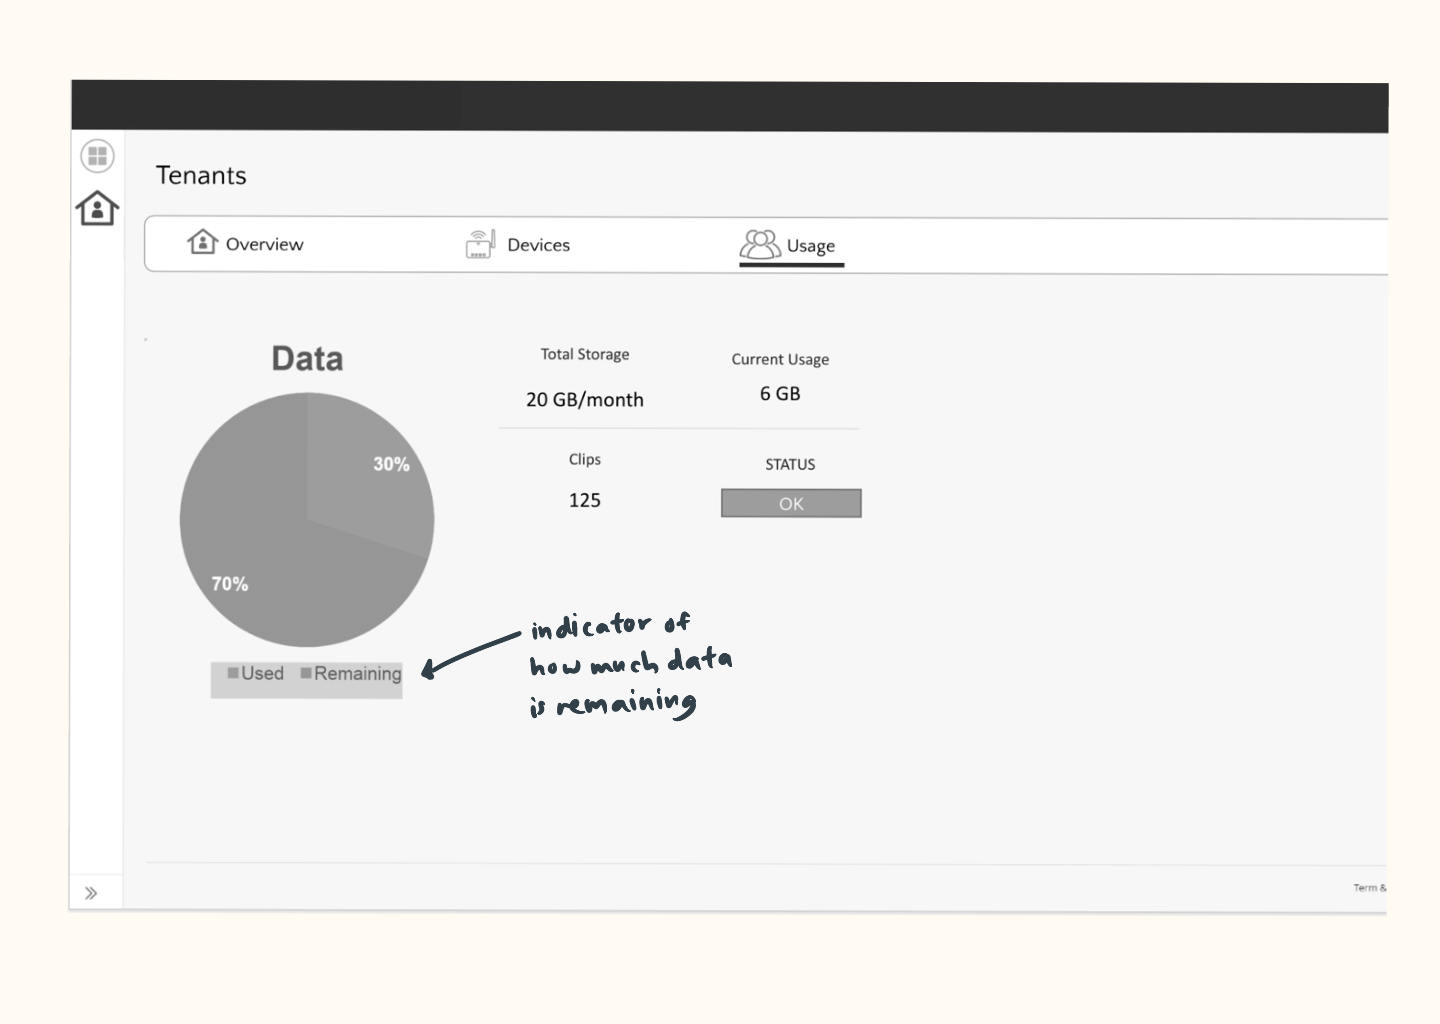 Tenants
Overview
Devices
Usage
Data
30%
70%
Used Remaining
Total Storage
20 GB/month
Current Usage
6 GB
Clips
125
STATUS
OK
indicator of
how much data
is remaining
Term &